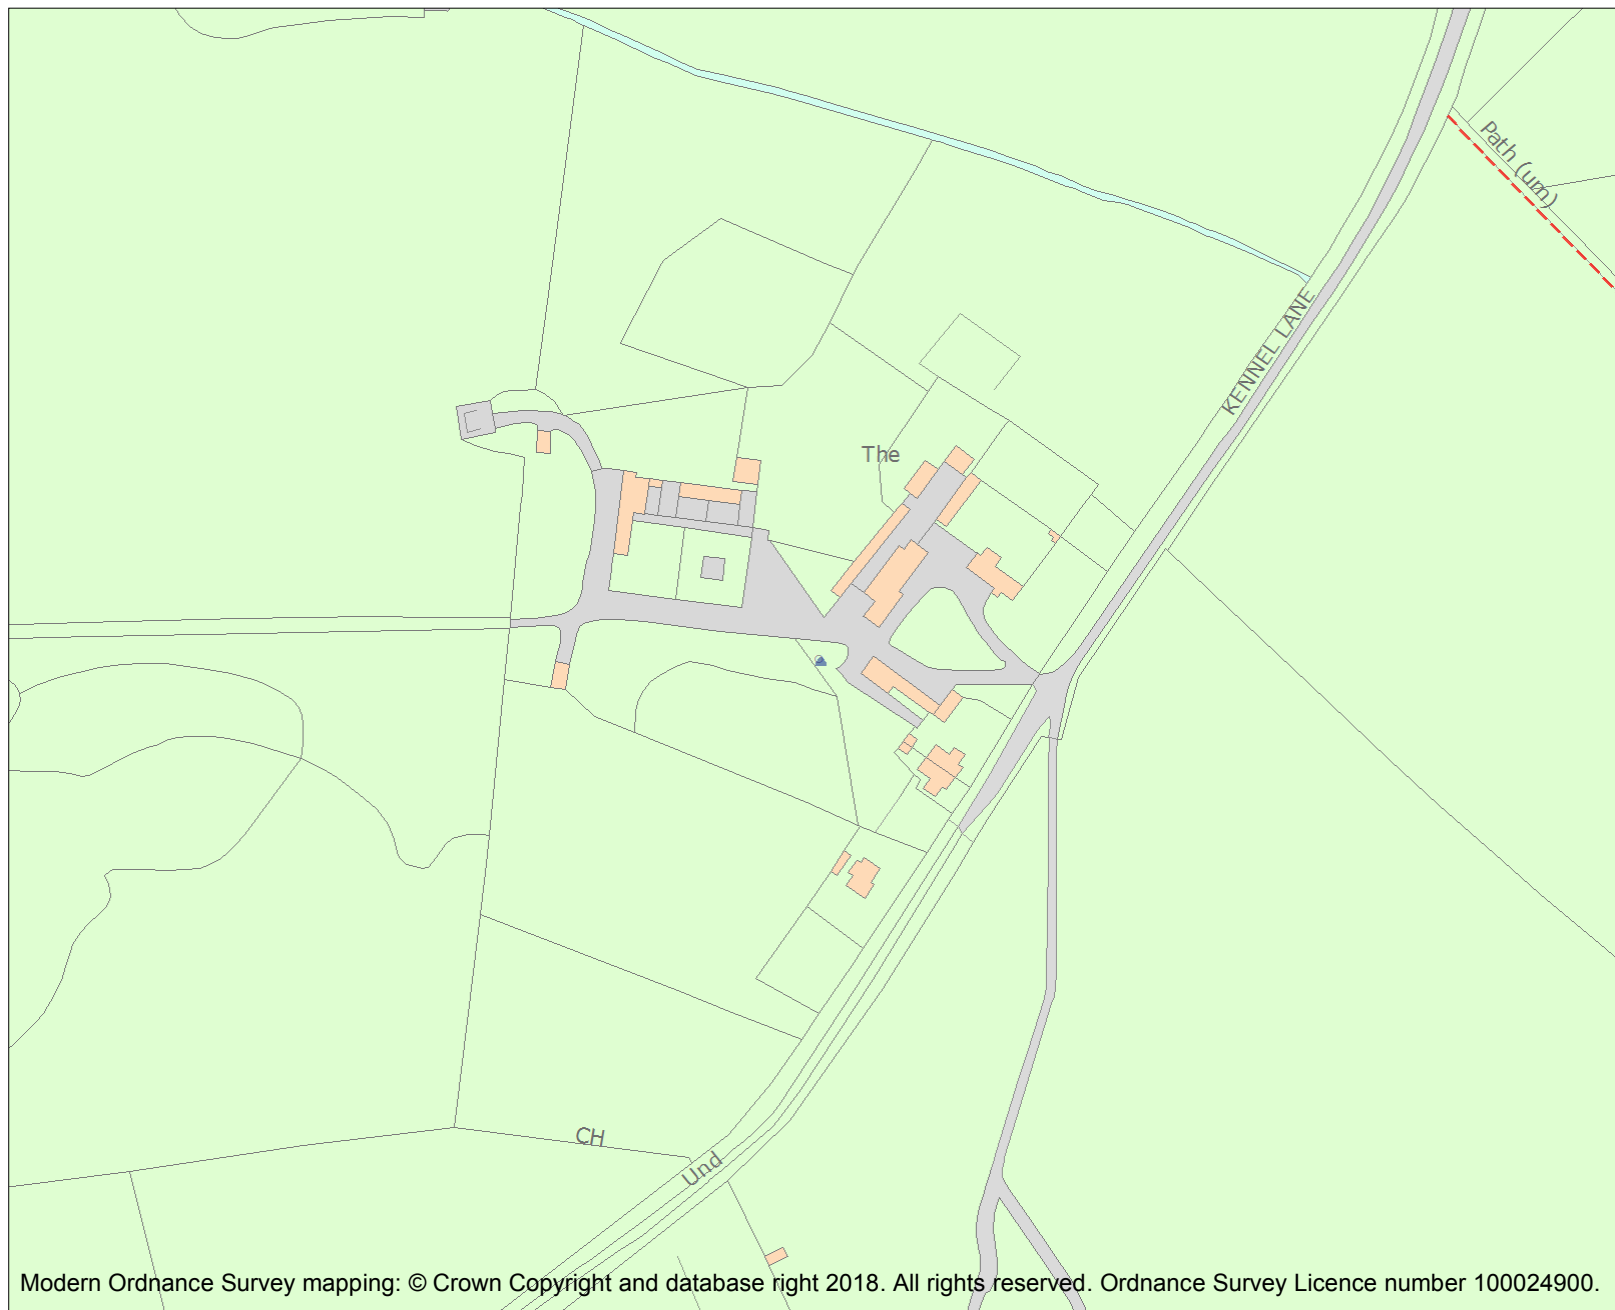 Path (um)
KENNEL LANE
The
CH
Und
Modern Ordnance Survey mapping: © Crown Copyright and database right 2018. All rights reserved. Ordnance Survey Licence number 100024900.